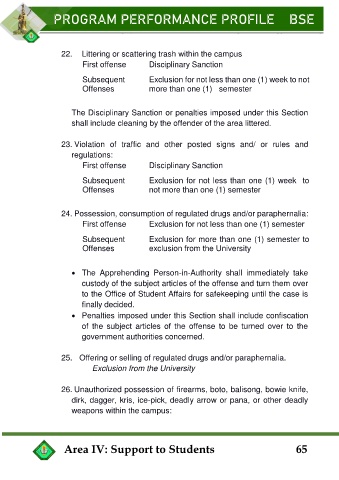 PROGRAM PERFORMANCE PROFILE BSE
22. Littering or scattering trash within the campus
First offense Disciplinary Sanction
Subsequent Exclusion for not less than one (1) week to not
Offenses more than one (1) semester
The Disciplinary Sanction or penalties imposed under this Section
shall include cleaning by the offender of the area littered.
23. Violation of traffic and other posted signs and/ or rules and
regulations:
First offense Disciplinary Sanction
Subsequent Exclusion for not less than one (1) week to
Offenses not more than one (1) semester
24. Possession, consumption of regulated drugs and/or paraphernalia:
First offense Exclusion for not less than one (1) semester
Subsequent Exclusion for more than one (1) semester to
Offenses exclusion from the University
• The Apprehending Person-in-Authority shall immediately take
custody of the subject articles of the offense and turn them over
to the Office of Student Affairs for safekeeping until the case is
finally decided.
• Penalties imposed under this Section shall include confiscation
of the subject articles of the offense to be turned over to the
government authorities concerned.
25. Offering or selling of regulated drugs and/or paraphernalia.
Exclusion from the University
26. Unauthorized possession of firearms, boto, balisong, bowie knife,
dirk, dagger, kris, ice-pick, deadly arrow or pana, or other deadly
weapons within the campus:
Area IV: Support to Students 65